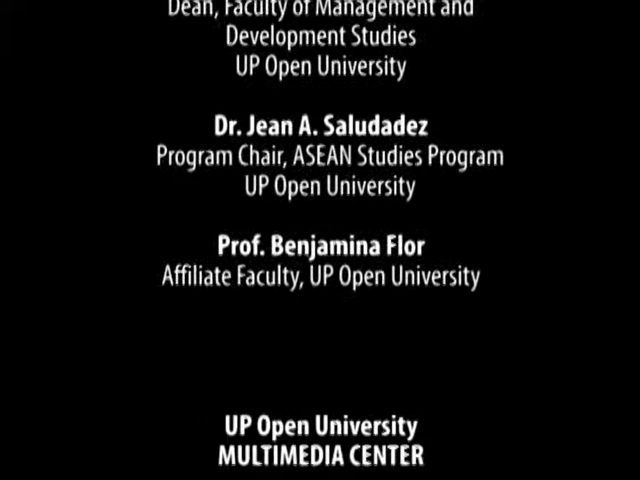 Dean, Faculty of Management and
Development Studies
UP Open University
Dr. Jean A. Saludadez
Program Chair, ASEAN Studies Program
UP Open University
Prof. Benjamina Flor
Affiliate Faculty, UP Open University
UP Open University
MULTIMEDIA CENTER